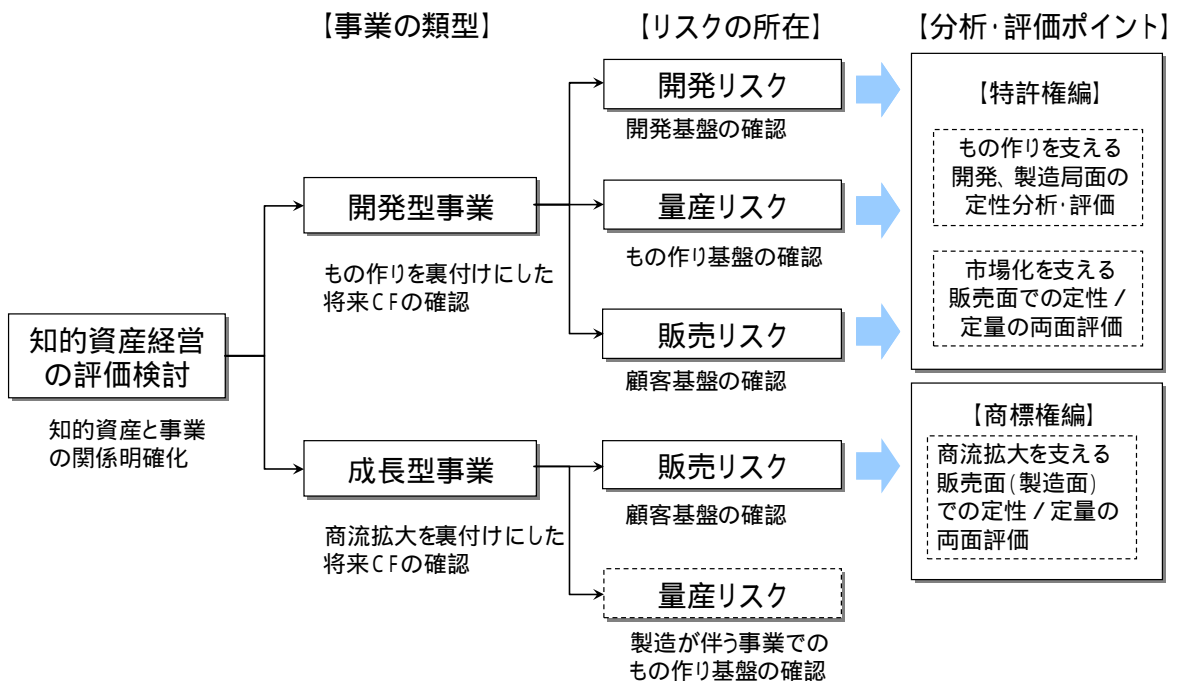 【事業の類型】
【リスクの所在】
【分析・評価ポイント】
知的資産経営
の評価検討
知的資産と事業
の関係明確化
開発型事業
もの作りを裏付けにした
将来CFの確認
開発リスク
開発基盤の確認
量産リスク
もの作り基盤の確認
販売リスク
顧客基盤の確認
【特許権編】
もの作りを支える
開発、製造局面の
定性分析・評価
市場化を支える
販売面での定性/
定量の両面評価
成長型事業
商流拡大を裏付けにした
将来CFの確認
販売リスク
顧客基盤の確認
量産リスク
製造が伴う事業での
もの作り基盤の確認
【商標権編】
商流拡大を支える
販売面(製造面)
での定性/定量の
両面評価